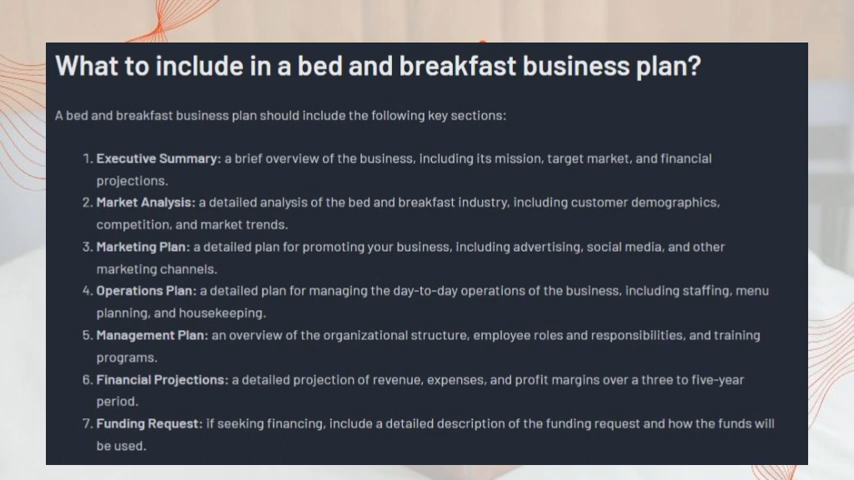 What to include in a bed and breakfast business plan?
A bed and breakfast business plan should include the following key sections:
1. Executive Summary: a brief overview of the business, including its mission, target market, and financial
projections.
2. Market Analysis: a detailed analysis of the bed and breakfast industry, including customer demographics,
competition, and market trends.
3. Marketing Plan: a detailed plan for promoting your business, including advertising, social media, and other
marketing channels.
4. Operations Plan: a detailed plan for managing the day-to-day operations of the business, including staffing, menu
planning, and housekeeping.
5. Management Plan: an overview of the organizational structure, employee roles and responsibilities, and training
programs.
6. Financial Projections: a detailed projection of revenue, expenses, and profit margins over a three to five-year
period.
7. Funding Request: if seeking financing, include a detailed description of the funding request and how the funds will
be used.